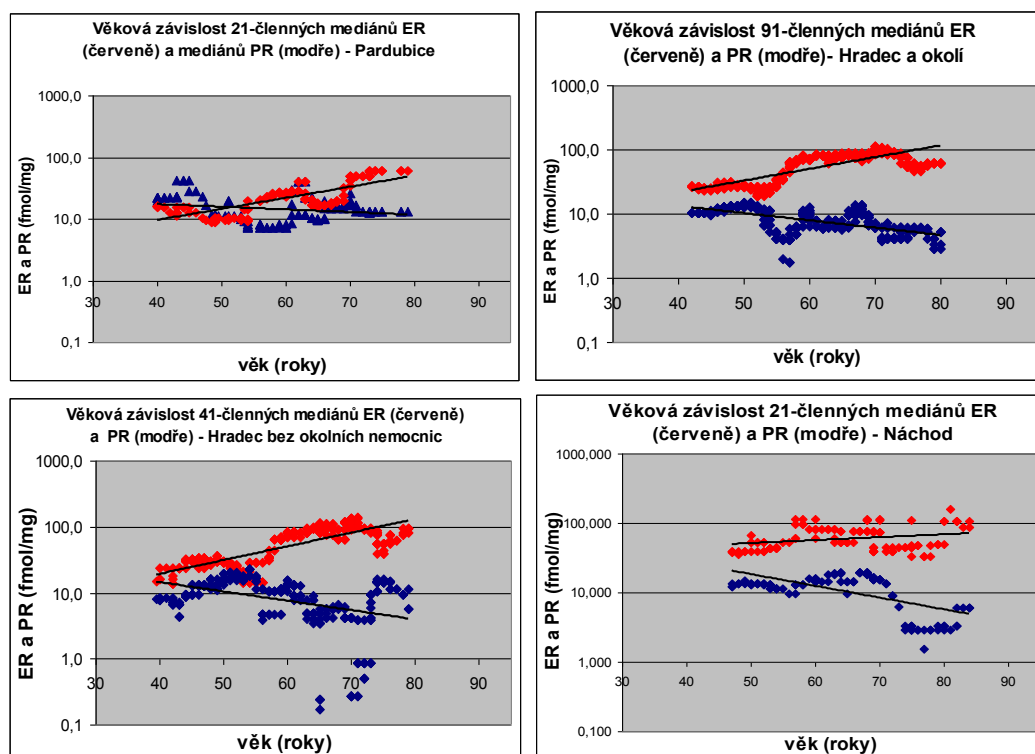 Věková závislost 21-členných mediánů ER
(červeně) a mediánů PR (modře) - Pardubice
ER a PR (fmol/mg)
1000,0
100,0
10,0
1,0
0,1
30 40 50 60 70 80 90
věk (roky)
Věková závislost 91-členných mediánů ER
(červeně) a PR (modře)- Hradec a okolí
ER a PR (fmol/mg)
1000,0
100,0
10,0
1,0
0,1
30 40 50 60 70 80 90
věk (roky)
Věková závislost 41-členných mediánů ER (červeně)
a PR (modře) - Hradec bez okolních nemocnic
ER a PR (fmol/mg)
1000,0
100,0
10,0
1,0
0,1
30 40 50 60 70 80 90
věk (roky)
Věková závislost 21-členných mediánů ER
(červeně) a PR (modře) - Náchod
ER a PR (fmol/mg)
1000,000
100,000
10,000
1,000
0,100
30 40 50 60 70 80 90
věk (roky)